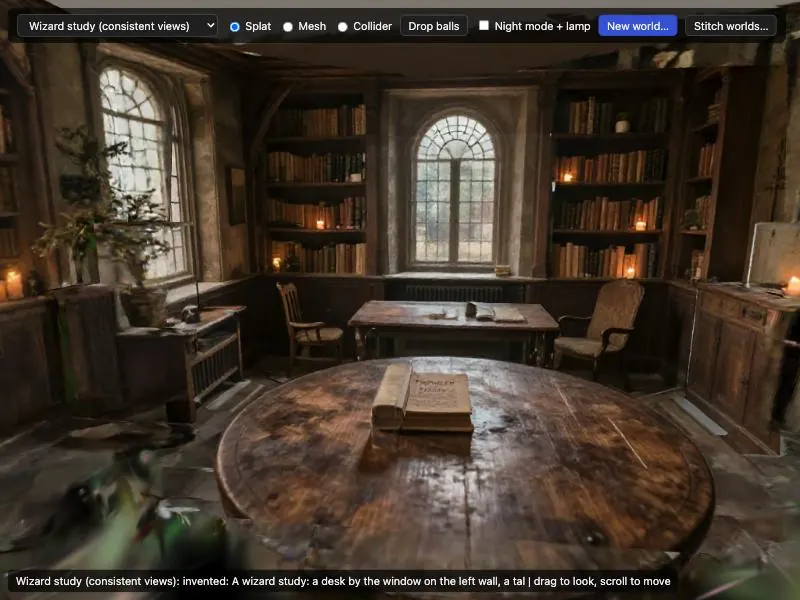 Wizard study (consistent views)
Splat
Mesh
Collider
Drop balls
Night mode + lamp
New world...
Stitch worlds...
Wizard study (consistent views): invented: A wizard study: a desk by the window on the left wall, a tal | drag to look, scroll to move